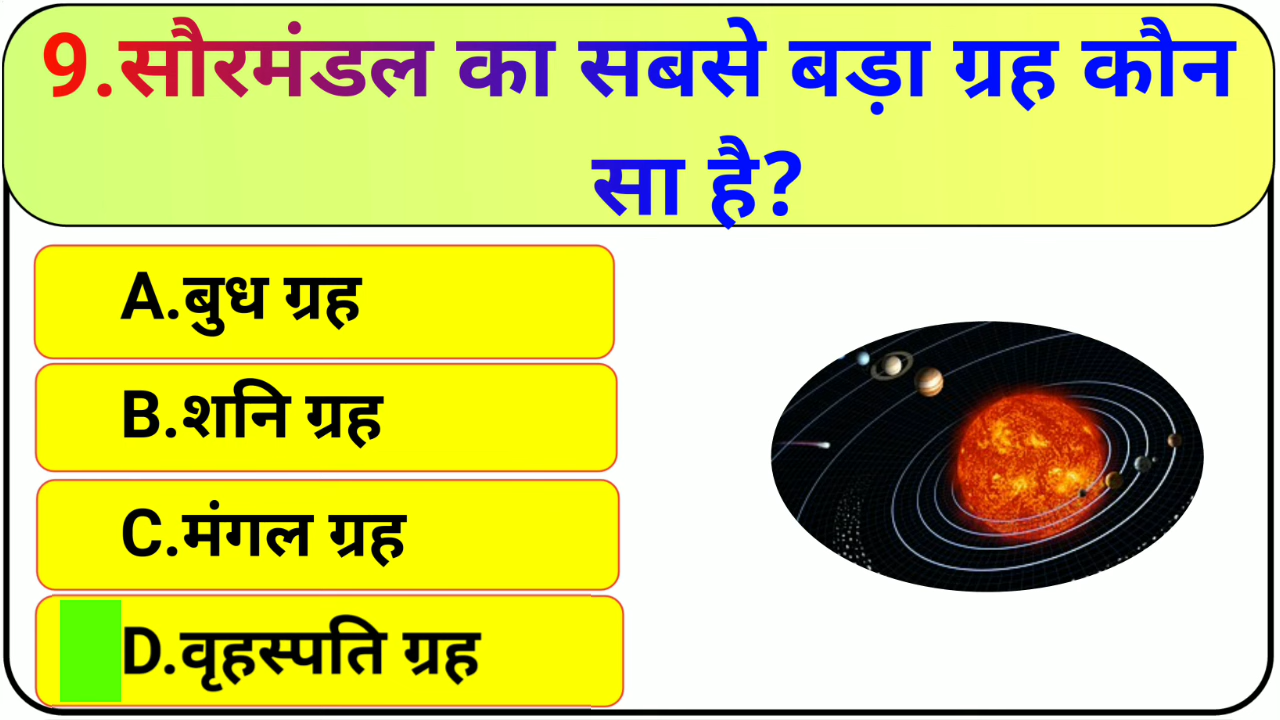 9.सौरमंडल का सबसे बड़ा ग्रह कौन
सा है?
A.बुध ग्रह
B.शनि ग्रह
C.मंगल ग्रह
D.वृहस्पति ग्रह